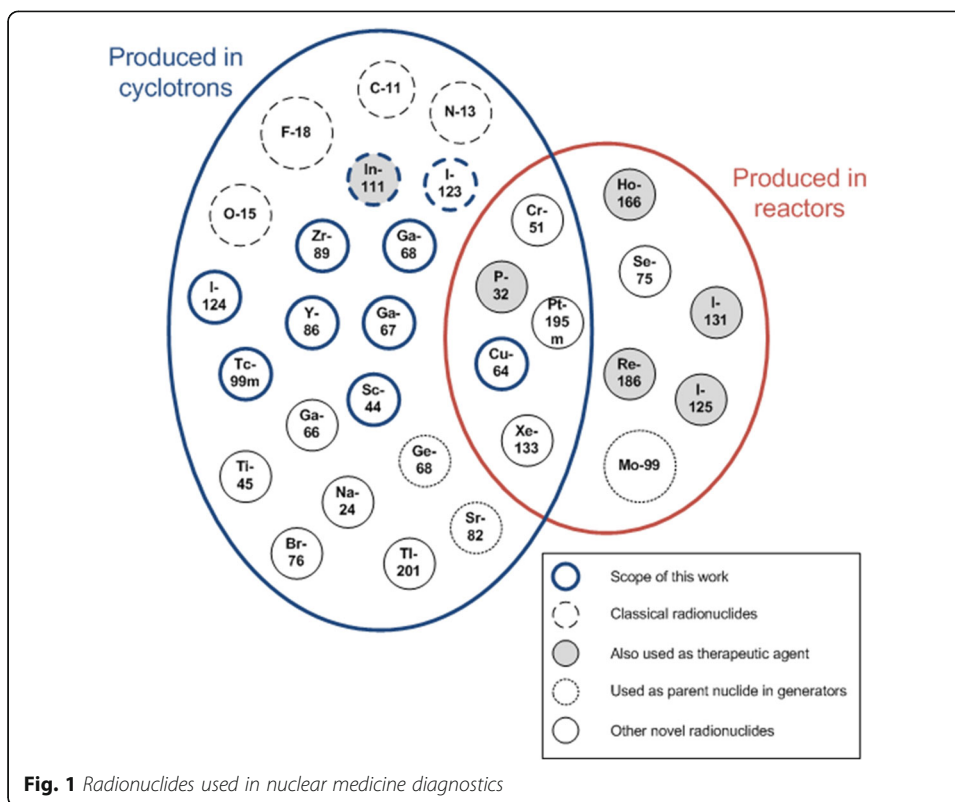 Produced in
cyclotrons
C-11
N-13
F-18
In-
111
I-
123
O-15
Zr-
89
Ga-
68
I-
124
Y-
86
Ga-
67
Tc-
99m
Sc-
44
Ga-
66
Ge-
68
Ti-
45
Na-
24
Sr-
82
Br-
76
Tl-
201
Cr-
51
P-
32
Pt-
195
m
Cu-
64
Xe-
133
Produced in
reactors
Ho-
166
Se-
75
I-
131
Re-
186
I-
125
Mo-99
Scope of this work
Classical radionuclides
Also used as therapeutic agent
Used as parent nuclide in generators
Other novel radionuclides
Fig. 1 Radionuclides used in nuclear medicine diagnostics